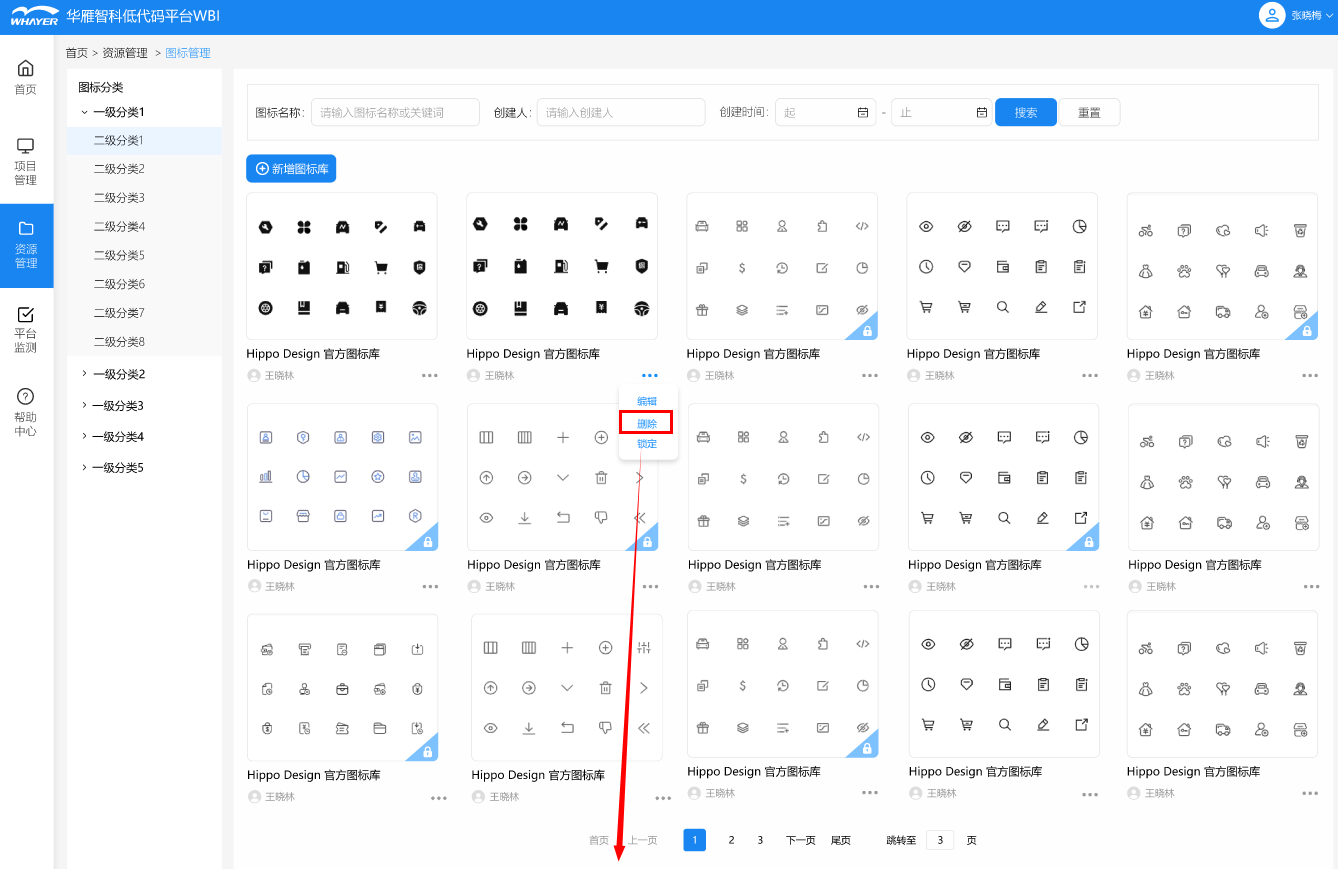 WHAYER 华雁智科低代码平台WBI
张晓梅
首页 > 资源管理 > 图标管理
首页
项目
管理
资源
管理
平台
监测
帮助
中心
图标分类
一级分类1
二级分类1
二级分类2
二级分类3
二级分类4
二级分类5
二级分类6
二级分类7
二级分类8
一级分类2
一级分类3
一级分类4
一级分类5
图标名称: 请输入图标名称或关键词 创建人: 请输入创建人 创建时间: 起 - 止 搜索 重置
新增图标库
Hippo Design 官方图标库 Hippo Design 官方图标库 Hippo Design 官方图标库 Hippo Design 官方图标库 Hippo Design 官方图标库
王晓林 王晓林 王晓林 王晓林 王晓林
编辑
删除
锁定
Hippo Design 官方图标库 Hippo Design 官方图标库 Hippo Design 官方图标库 Hippo Design 官方图标库 Hippo Design 官方图标库
王晓林 王晓林 王晓林 王晓林 王晓林
Hippo Design 官方图标库 Hippo Design 官方图标库 Hippo Design 官方图标库 Hippo Design 官方图标库 Hippo Design 官方图标库
王晓林 王晓林 王晓林 王晓林 王晓林
首页 上一页 1 2 3 下一页 尾页 跳转至 3 页